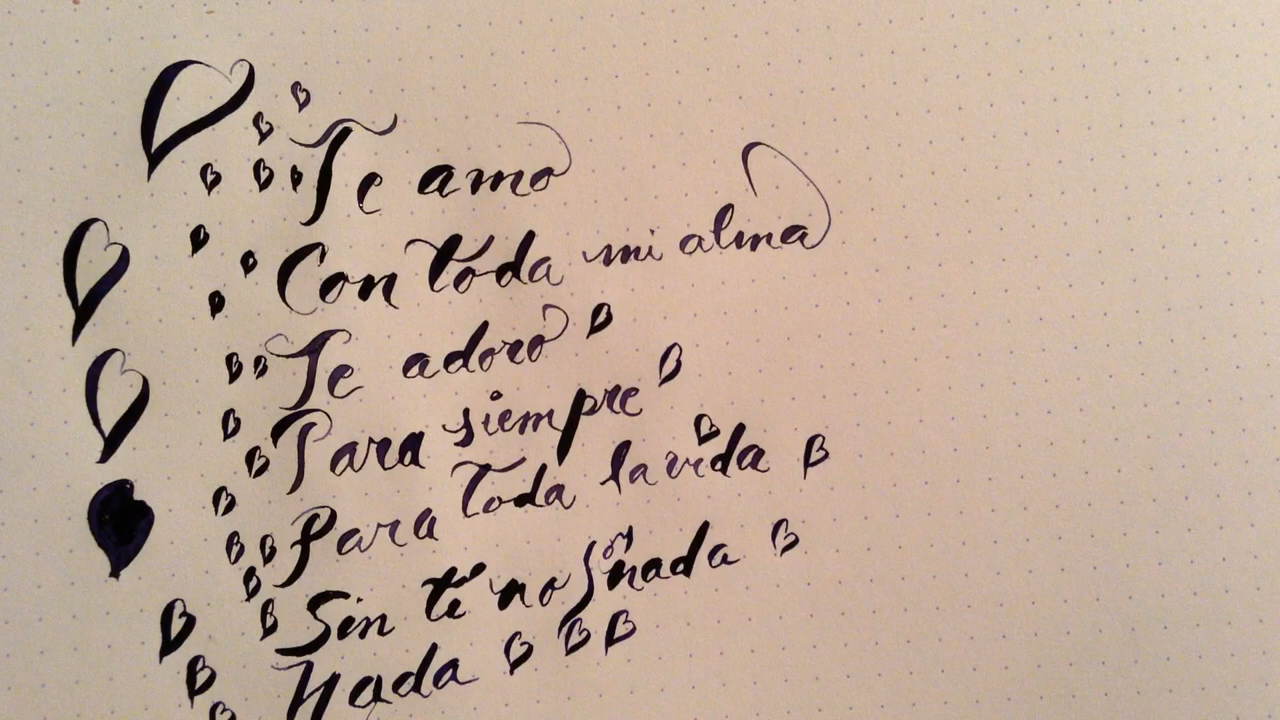 Te amo
Con toda mi alma
Te adoro
Para siempre
Para toda la vida
Sin té no soy nada
Nada